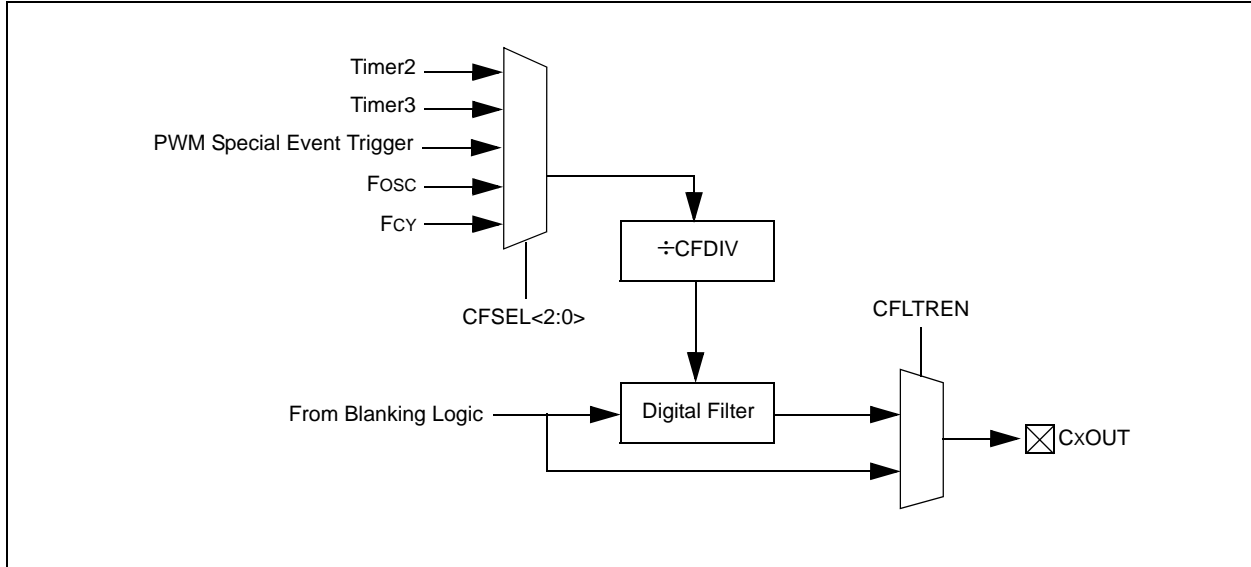 Timer2
Timer3
PWM Special Event Trigger
FOSC
FCY
÷CFDIV
CFSEL<2:0>
CFLTREN
From Blanking Logic
Digital Filter
CXOUT